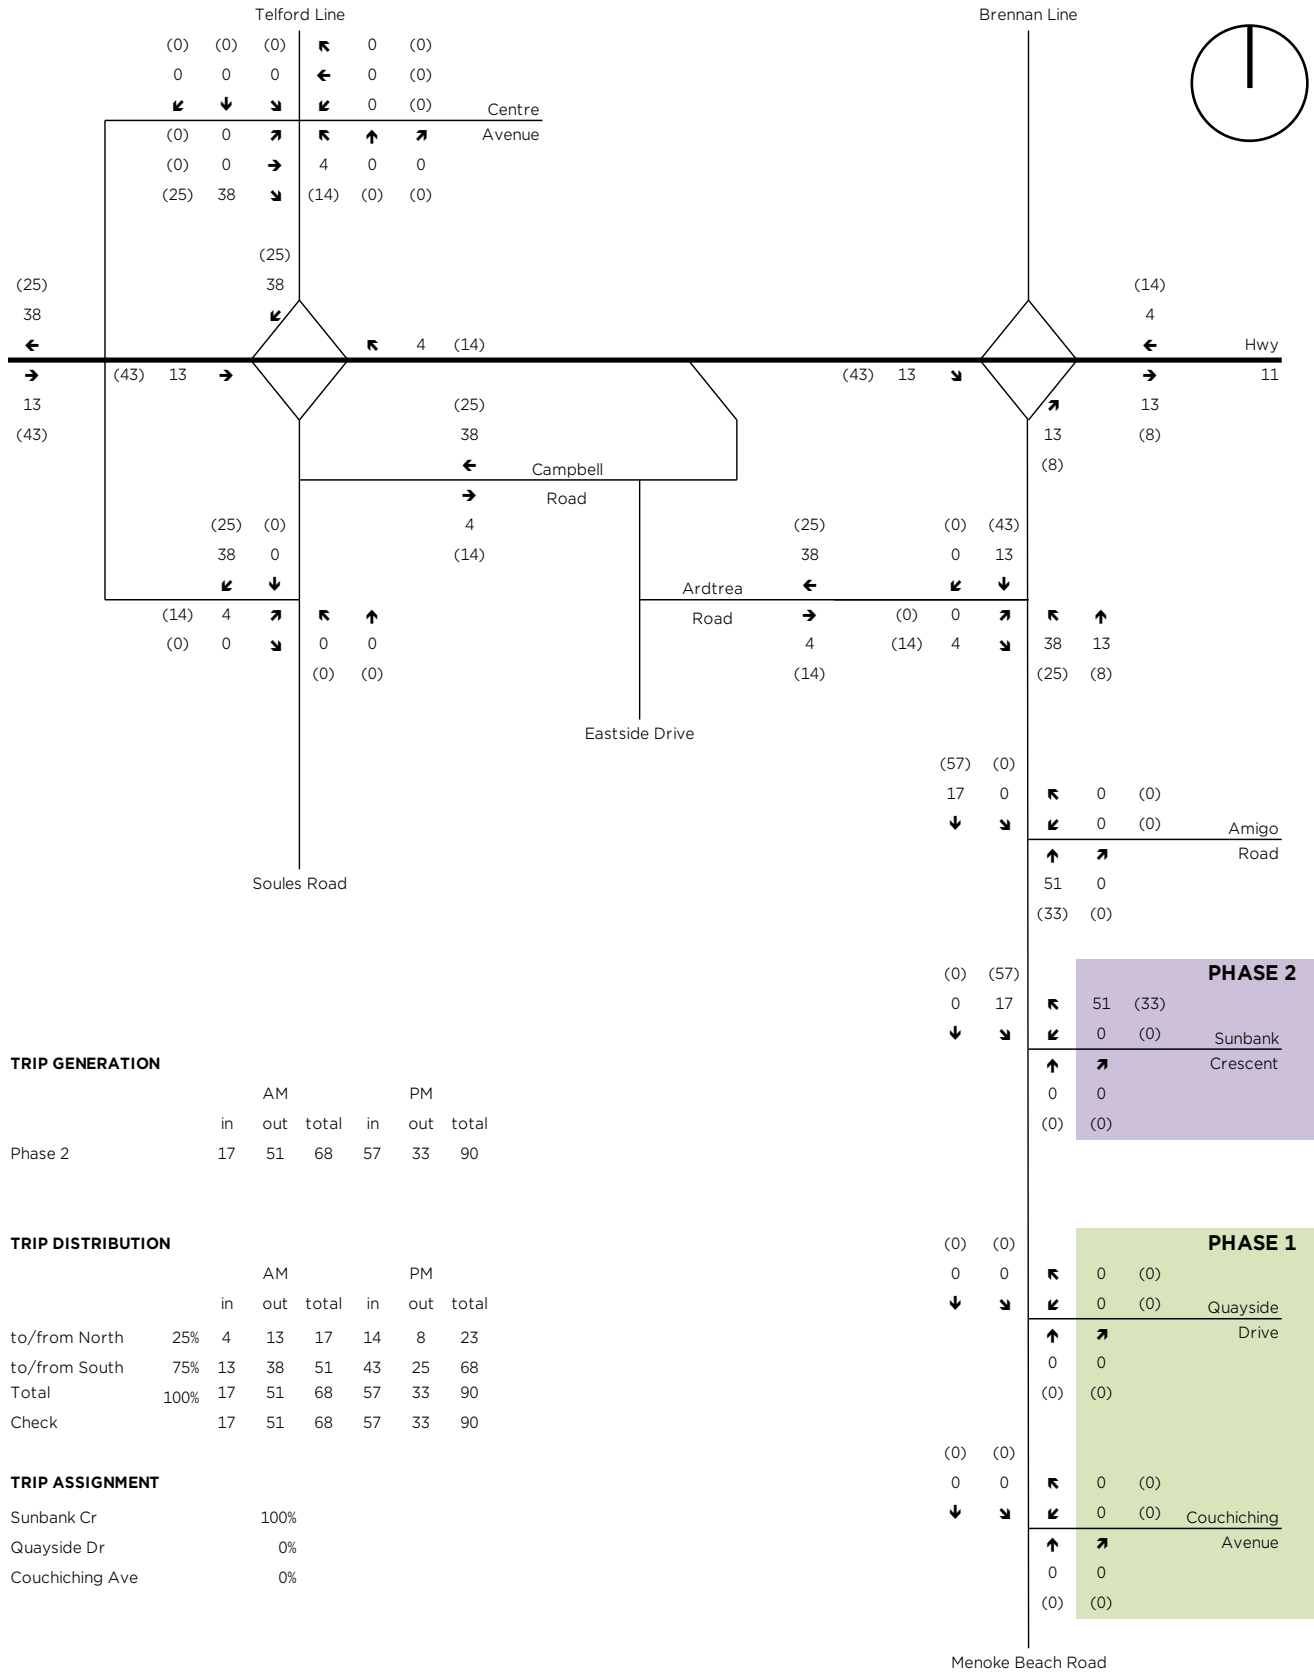 Telford Line Brennan Line
(0) (0) (0) ↖ 0 (0)
0 0 0 ← 0 (0)
↙ ↓ ↘ ↙ 0 (0) Centre
(0) 0 ↗ ↖ ↑ ↗ Avenue
(0) 0 → 4 0 0
(25) 38 ↘ (14) (0) (0)
(25)
(25) 38 (14)
38 ↙ 4
← ↖ 4 (14) ← Hwy
→ (43) 13 → (43) 13 ↘ → 11
13 (25) ↗ 13
(43) 38 13 (8)
← Campbell (8)
→ Road
(25) (0) 4 (25) (0) (43)
38 0 (14) 38 0 13
↙ ↓ Ardtrea ← ↙ ↓
(14) 4 ↗ ↖ ↑ Road → (0) 0 ↗ ↖ ↑
(0) 0 ↘ 0 0 4 (14) 4 ↘ 38 13
(0) (0) (14) (25) (8)
Eastside Drive
(57) (0)
17 0 ↖ 0 (0)
↓ ↘ ↙ 0 (0) Amigo
↑ ↗ Road
Soules Road 51 0
(33) (0)
(0) (57) PHASE 2
0 17 ↖ 51 (33)
↓ ↘ ↙ 0 (0) Sunbank
↑ ↗ Crescent
0 0
(0) (0)
TRIP GENERATION
AM PM
in out total in out total
Phase 2 17 51 68 57 33 90
TRIP DISTRIBUTION
AM PM
in out total in out total
to/from North 25% 4 13 17 14 8 23
to/from South 75% 13 38 51 43 25 68
Total 100% 17 51 68 57 33 90
Check 17 51 68 57 33 90
TRIP ASSIGNMENT
Sunbank Cr 100%
Quayside Dr 0%
Couchiching Ave 0%
(0) (0) PHASE 1
0 0 ↖ 0 (0)
↓ ↘ ↙ 0 (0) Quayside
↑ ↗ Drive
0 0
(0) (0)
(0) (0)
0 0 ↖ 0 (0)
↓ ↘ ↙ 0 (0) Couchiching
↑ ↗ Avenue
0 0
(0) (0)
Menoke Beach Road